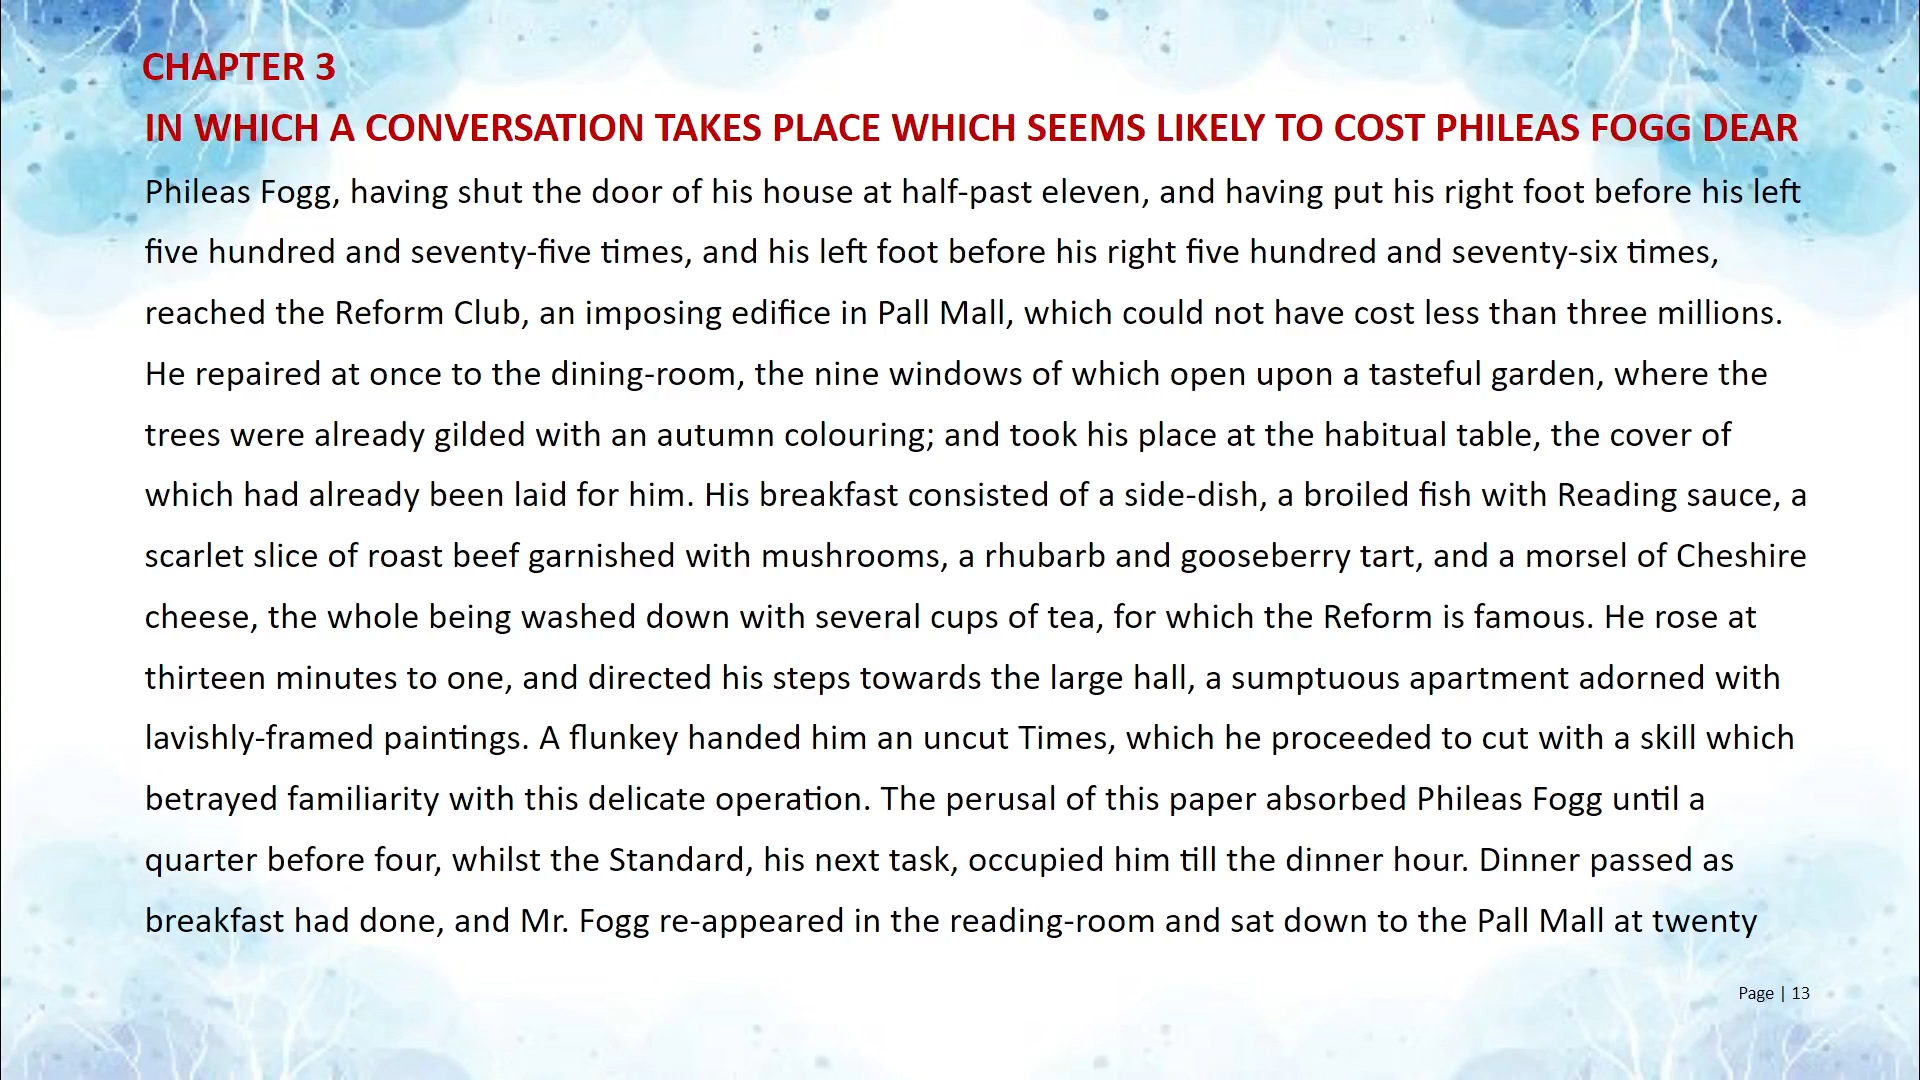 CHAPTER 3
IN WHICH A CONVERSATION TAKES PLACE WHICH SEEMS LIKELY TO COST PHILEAS FOGG DEAR
Phileas Fogg, having shut the door of his house at half-past eleven, and having put his right foot before his left
five hundred and seventy-five times, and his left foot before his right five hundred and seventy-six times,
reached the Reform Club, an imposing edifice in Pall Mall, which could not have cost less than three millions.
He repaired at once to the dining-room, the nine windows of which open upon a tasteful garden, where the
trees were already gilded with an autumn colouring; and took his place at the habitual table, the cover of
which had already been laid for him. His breakfast consisted of a side-dish, a broiled fish with Reading sauce, a
scarlet slice of roast beef garnished with mushrooms, a rhubarb and gooseberry tart, and a morsel of Cheshire
cheese, the whole being washed down with several cups of tea, for which the Reform is famous. He rose at
thirteen minutes to one, and directed his steps towards the large hall, a sumptuous apartment adorned with
lavishly-framed paintings. A flunkey handed him an uncut Times, which he proceeded to cut with a skill which
betrayed familiarity with this delicate operation. The perusal of this paper absorbed Phileas Fogg until a
quarter before four, whilst the Standard, his next task, occupied him till the dinner hour. Dinner passed as
breakfast had done, and Mr. Fogg re-appeared in the reading-room and sat down to the Pall Mall at twenty
Page | 13